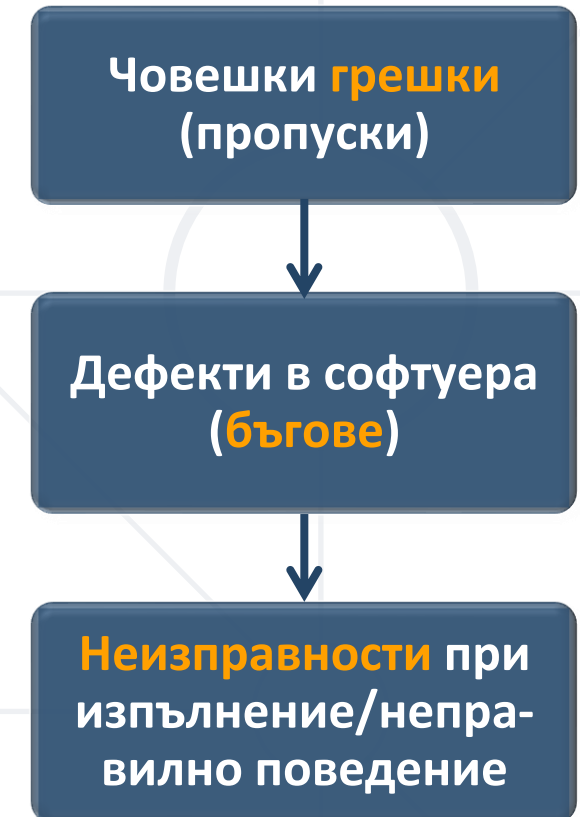 Човешки грешки
(пропуски)
Дефекти в софтуера
(бъгове)
Неизправности при
изпълнение/непра-
вилно поведение